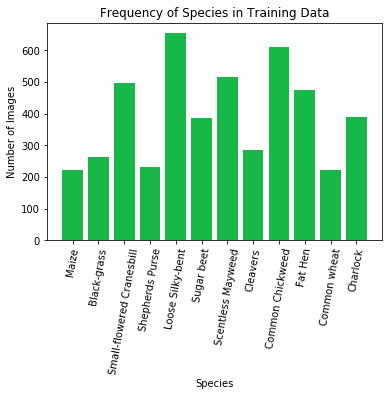 Frequency of Species in Training Data
Number of Images
600
500
400
300
200
100
0
Maize
Black-grass
Small-flowered Cranesbill
Shepherds Purse
Loose Silky-bent
Sugar beet
Scentless Mayweed
Cleavers
Common Chickweed
Fat Hen
Common wheat
Charlock
Species